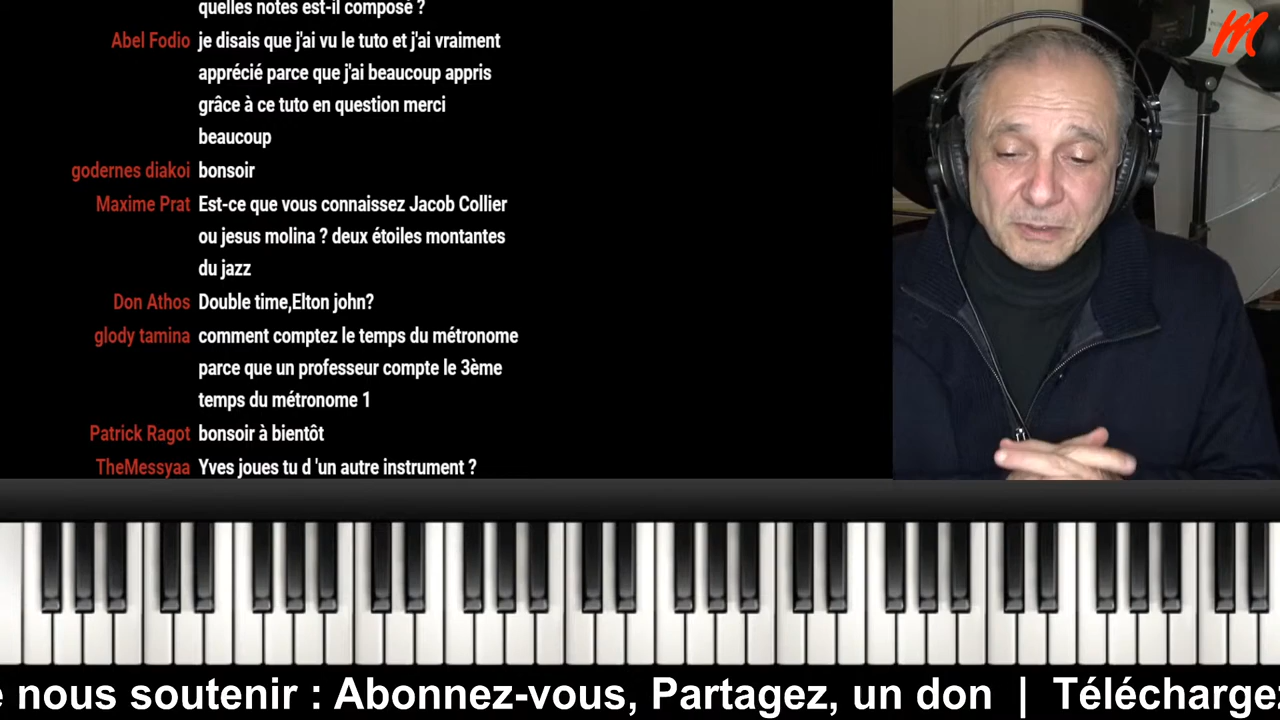 quelles notes est-il composé ?
Abel Fodio je disais que j'ai vu le tuto et j'ai vraiment
apprécié parce que j'ai beaucoup appris
grâce à ce tuto en question merci
beaucoup
godernes diakoi bonsoir
Maxime Prat Est-ce que vous connaissez Jacob Collier
ou jesus molina ? deux étoiles montantes
du jazz
Don Athos Double time,Elton john?
glody tamina comment comptez le temps du métronome
parce que un professeur compte le 3ème
temps du métronome 1
Patrick Ragot bonsoir à bientôt
TheMessyaa Yves joues tu d 'un autre instrument ?
e nous soutenir : Abonnez-vous, Partagez, un don | Téléchargez